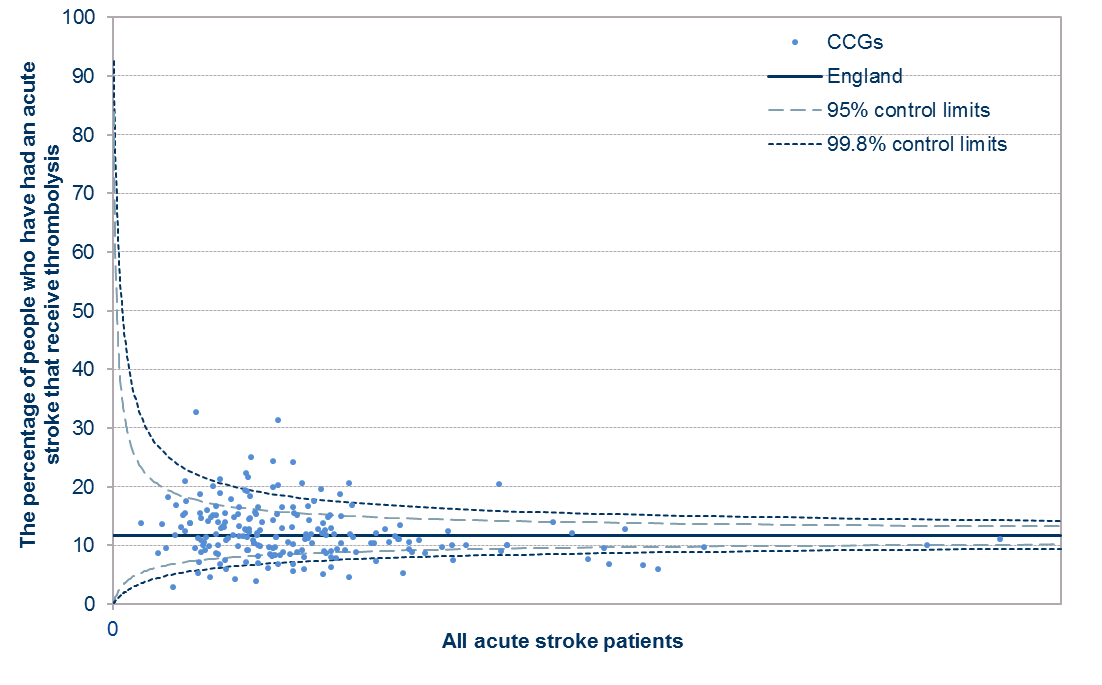 100
90
80
70
60
50
40
30
20
10
0
0
The percentage of people who have had an acute
stroke that receive thrombolysis
All acute stroke patients
CCGs
England
95% control limits
99.8% control limits